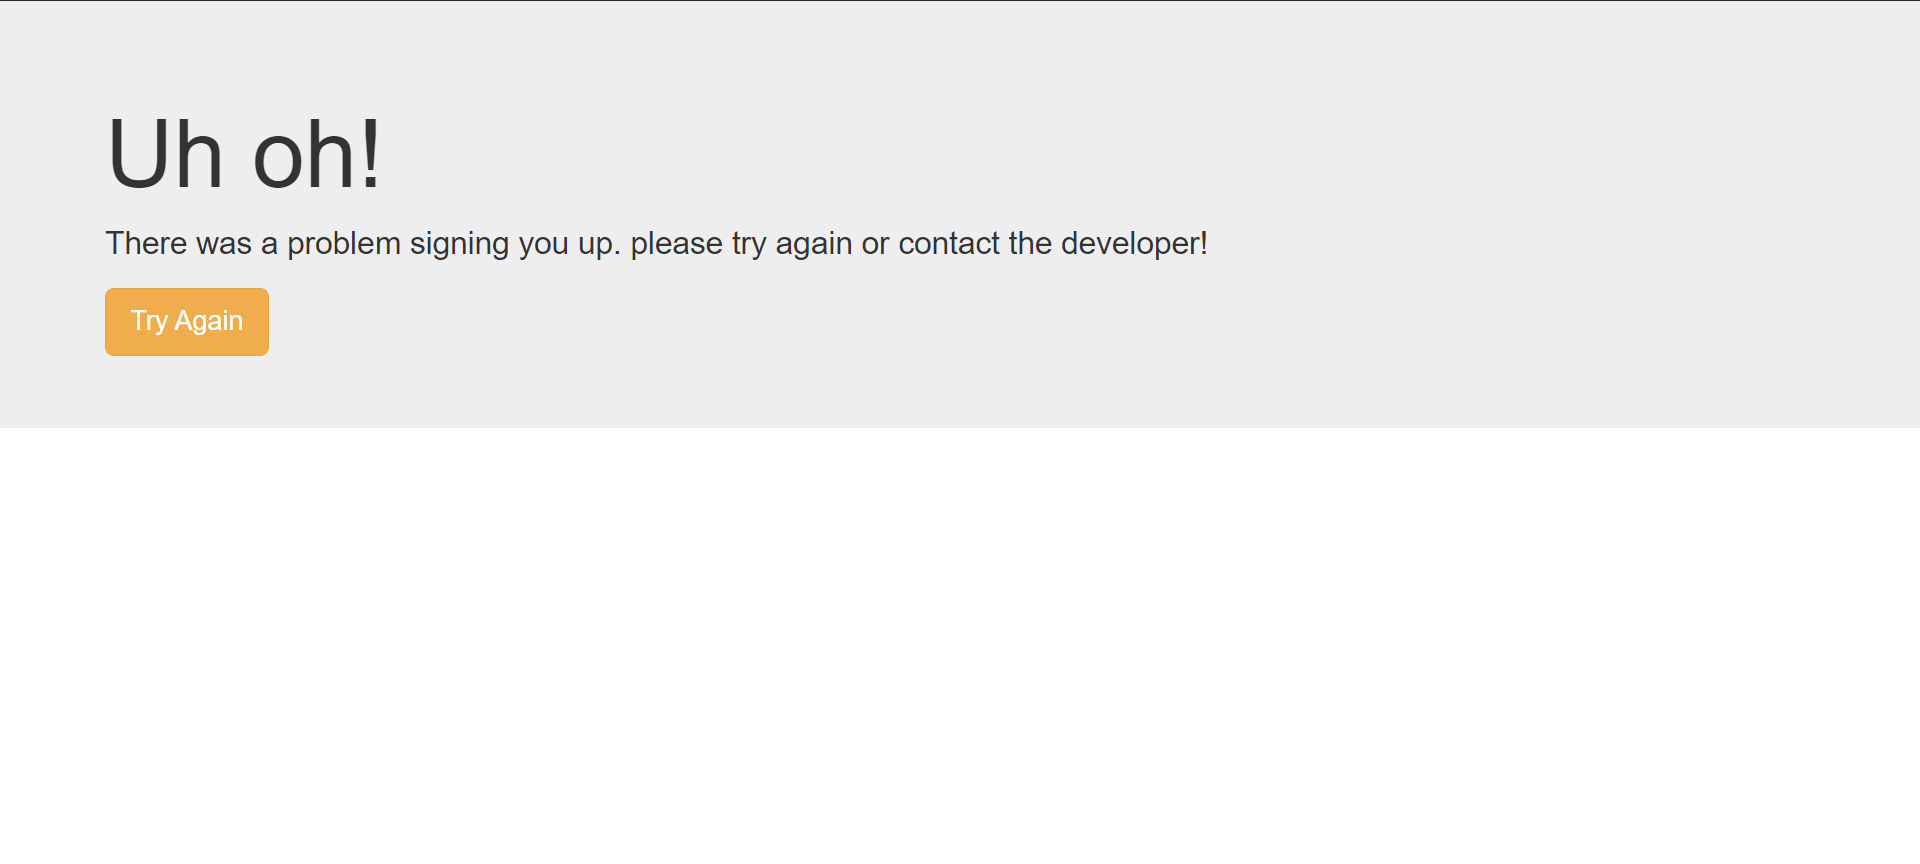 Uh oh!
There was a problem signing you up. please try again or contact the developer!
Try Again